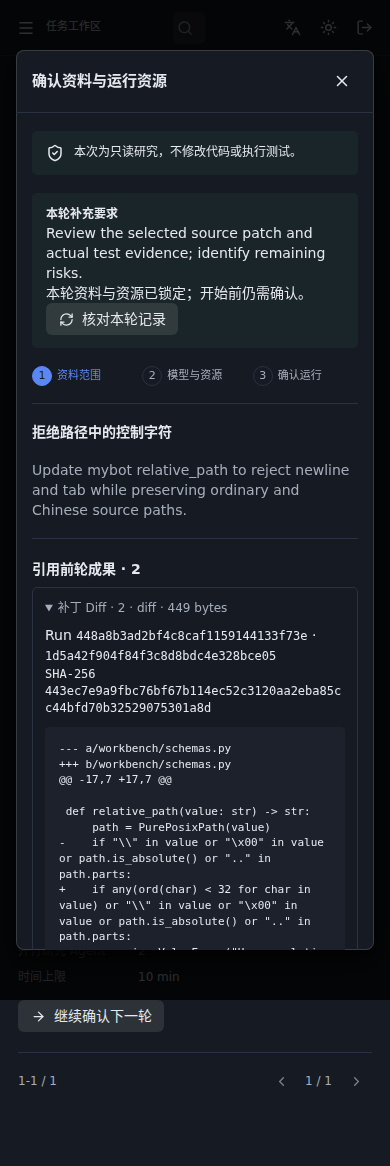 任务工作区
确认资料与运行资源
本次为只读研究，不修改代码或执行测试。
本轮补充要求
Review the selected source patch and
actual test evidence; identify remaining
risks.
本轮资料与资源已锁定；开始前仍需确认。
核对本轮记录
1 资料范围 2 模型与资源 3 确认运行
拒绝路径中的控制字符
Update mybot relative_path to reject newline
and tab while preserving ordinary and
Chinese source paths.
引用前轮成果 · 2
▼ 补丁 Diff · 2 · diff · 449 bytes
Run 448a8b3ad2bf4c8caf1159144133f73e ·
1d5a42f904f84f3c8d8bdc4e328bce05
SHA-256
443ec7e9a9fbc76bf67b114ec52c3120aa2eba85c
c44bfd70b32529075301a8d
--- a/workbench/schemas.py
+++ b/workbench/schemas.py
@@ -17,7 +17,7 @@
def relative_path(value: str) -> str:
path = PurePosixPath(value)
-    if "\\" in value or "\x00" in value
or path.is_absolute() or ".." in
path.parts:
+    if any(ord(char) < 32 for char in
value) or "\\" in value or "\x00" in
value or path.is_absolute() or ".." in
path.parts:
时间上限 10 min
继续确认下一轮
1-1 / 1 1 / 1